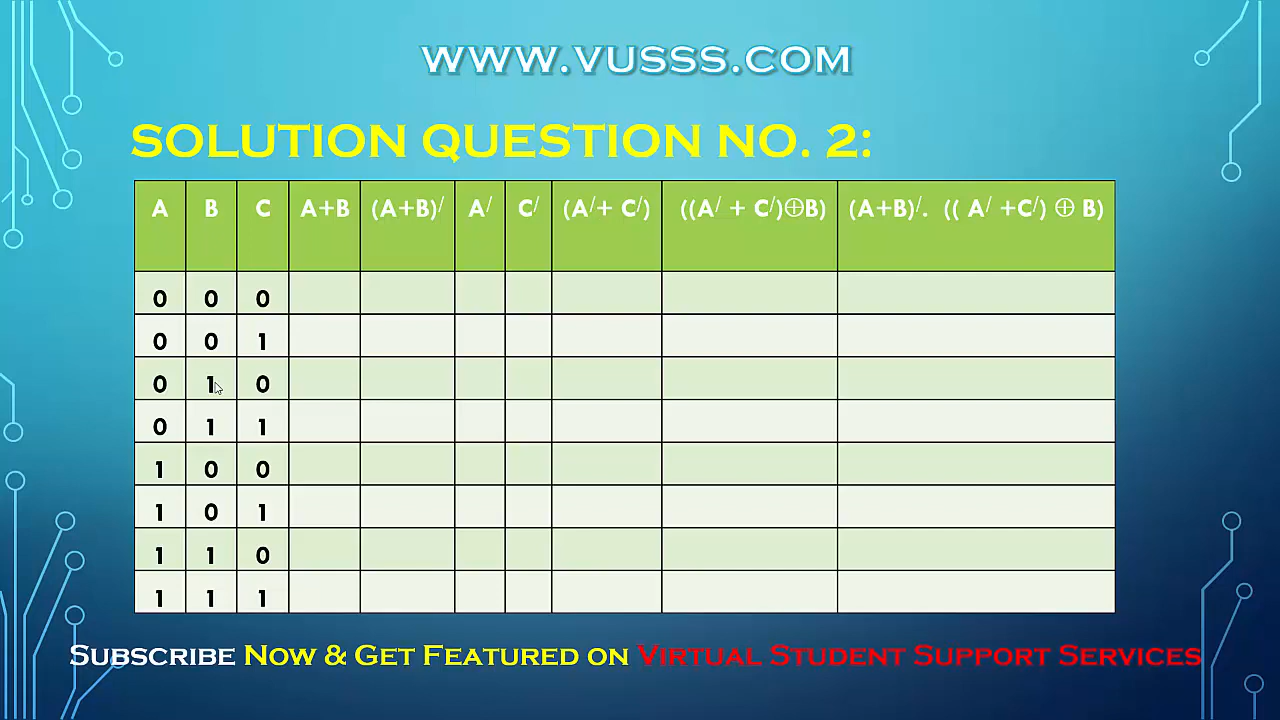 WWW.VUSSS.COM
SOLUTION QUESTION NO. 2:
A B C A+B (A+B)/ A/ C/ (A/+ C/) ((A/ + C/)⊕B) (A+B)/. (( A/ +C/) ⊕ B)
0 0 0
0 0 1
0 1 0
0 1 1
1 0 0
1 0 1
1 1 0
1 1 1
SUBSCRIBE NOW & GET FEATURED ON VIRTUAL STUDENT SUPPORT SERVICES